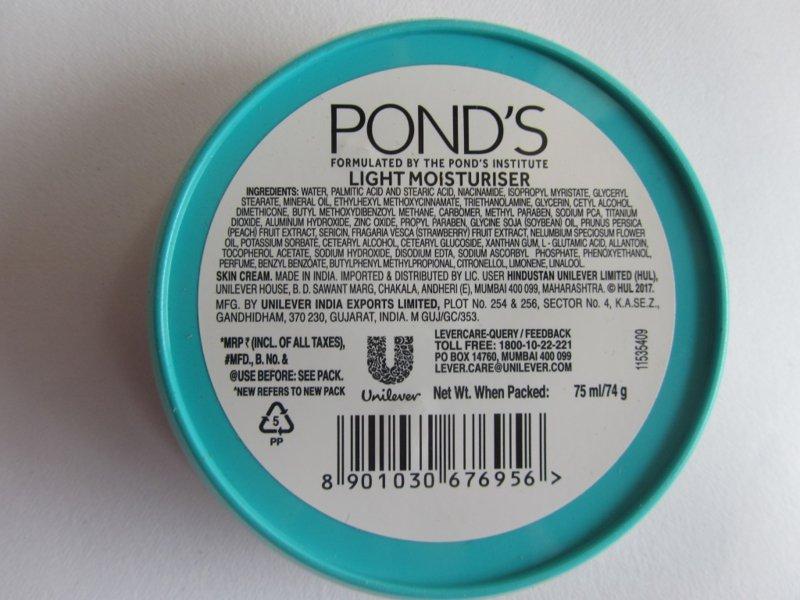 POND'S
FORMULATED BY THE POND'S INSTITUTE
LIGHT MOISTURISER
INGREDIENTS: WATER, PALMITIC ACID AND STEARIC ACID, NIACINAMIDE, ISOPROPYL MYRISTATE, GLYCERYL
STEARATE, MINERAL OIL, ETHYLHEXYL METHOXYCINNAMATE, TRIETHANOLAMINE, GLYCERIN, CETYL ALCOHOL,
DIMETHICONE, BUTYL METHOXYDIBENZOYL METHANE, CARBOMER, METHYL PARABEN, SODIUM PCA, TITANIUM
DIOXIDE, ALUMINUM HYDROXIDE, ZINC OXIDE, PROPYL PARABEN, GLYCINE SOJA (SOYBEAN) OIL, PRUNUS PERSICA
(PEACH) FRUIT EXTRACT, SERICIN, FRAGARIA VESCA (STRAWBERRY) FRUIT EXTRACT, NELUMBIUM SPECIOSUM FLOWER
OIL, POTASSIUM SORBATE, CETEARYL ALCOHOL, CETEARYL GLUCOSIDE, XANTHAN GUM, L - GLUTAMIC ACID, ALLANTOIN,
TOCOPHEROL ACETATE, SODIUM HYDROXIDE, DISODIUM EDTA, SODIUM ASCORBYL PHOSPHATE, PHENOXYETHANOL,
PERFUME, BENZYL BENZOATE, BUTYLPHENYL METHYLPROPIONAL, CITRONELLOL, LIMONENE, LINALOOL.
SKIN CREAM. MADE IN INDIA. IMPORTED & DISTRIBUTED BY LIC. USER HINDUSTAN UNILEVER LIMITED (HUL),
UNILEVER HOUSE, B. D. SAWANT MARG, CHAKALA, ANDHERI (E), MUMBAI 400 099, MAHARASHTRA. © HUL 2017.
MFG. BY UNILEVER INDIA EXPORTS LIMITED, PLOT No. 254 & 256, SECTOR No. 4, K.A.S.E.Z.,
GANDHIDHAM, 370 230, GUJARAT, INDIA. M GUJ/GC/353.
*MRP ₹ (INCL. OF ALL TAXES),
#MFD., B. No. &
@USE BEFORE: SEE PACK.
*NEW REFERS TO NEW PACK
LEVERCARE-QUERY / FEEDBACK
TOLL FREE: 1800-10-22-221
PO BOX 14760, MUMBAI 400 099
LEVER.CARE@UNILEVER.COM
Unilever
Net Wt. When Packed: 75 ml/74 g
11535409
5
PP
8 901030 676956 >